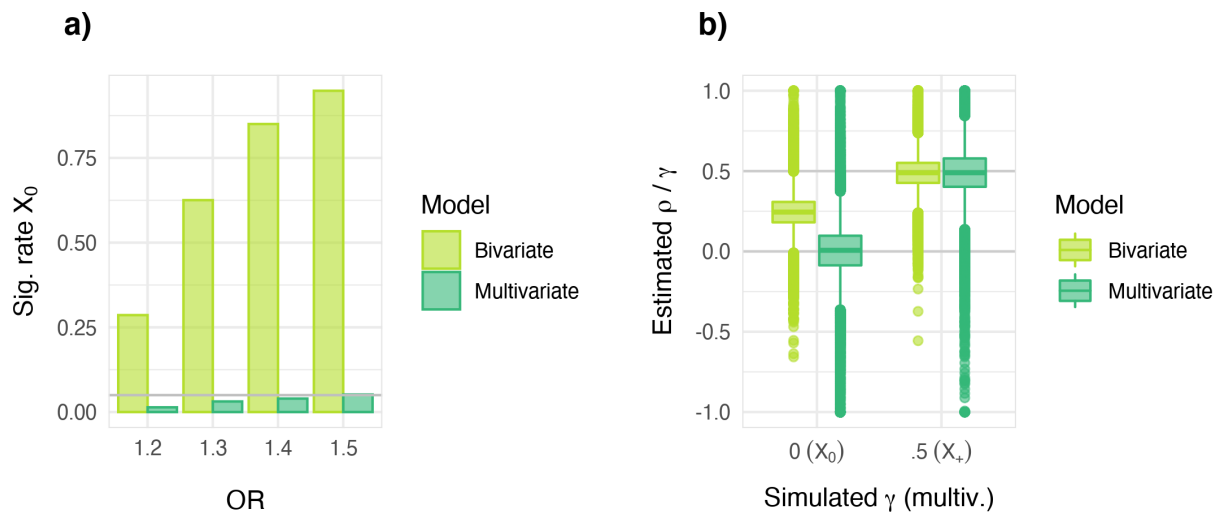 a)
Sig. rate X₀
0.75
0.50
0.25
0.00
1.2 1.3 1.4 1.5
OR
Model
Bivariate
Multivariate
b)
Estimated ρ / γ
1.0
0.5
0.0
-0.5
-1.0
0 (X₀) .5 (X₊)
Simulated γ (multiv.)
Model
Bivariate
Multivariate